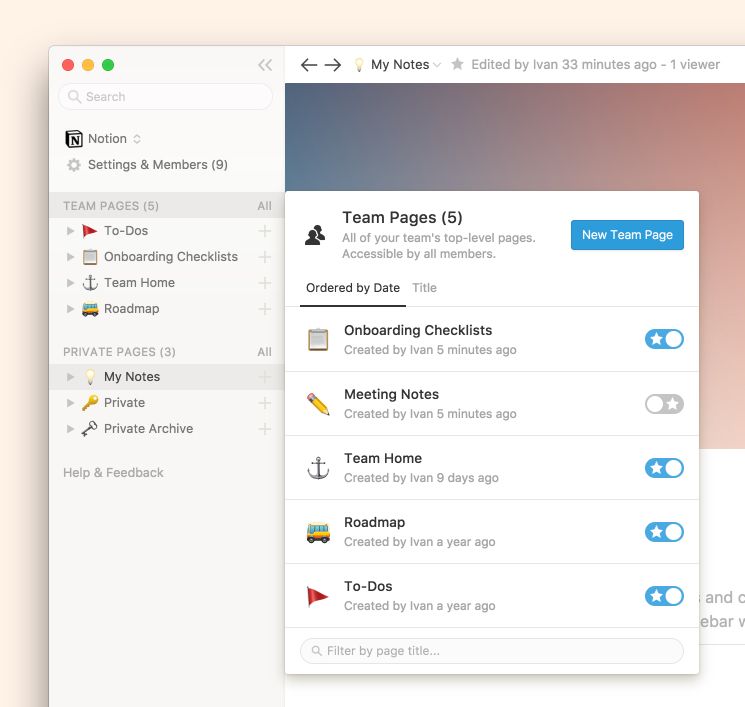 My Notes
Edited by Ivan 33 minutes ago - 1 viewer
Search
Notion
Settings & Members (9)
TEAM PAGES (5) All
To-Dos
Onboarding Checklists
Team Home
Roadmap
PRIVATE PAGES (3) All
My Notes
Private
Private Archive
Help & Feedback
Team Pages (5)
All of your team's top-level pages.
Accessible by all members.
New Team Page
Ordered by Date Title
Onboarding Checklists
Created by Ivan 5 minutes ago
Meeting Notes
Created by Ivan 5 minutes ago
Team Home
Created by Ivan 9 days ago
Roadmap
Created by Ivan a year ago
To-Dos
Created by Ivan a year ago
Filter by page title...
and